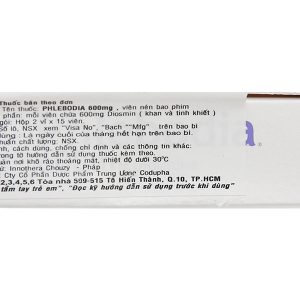 Thuốc bán theo đơn
Tên thuốc: PHLEBODIA 600mg, viên nén bao phim
phần: mỗi viên chứa 600mg Diosmin ( khan và tinh khiết )
gói: Hộp 2 vỉ x 15 viên.
Số lô, NSX xem "Visa No", "Bach" "Mfg" trên bao bì
dùng: Là ngày cuối của tháng hết hạn trên bao bì.
chuẩn chất lượng: NSX.
định, cách dùng, chống chỉ định và các thông tin khác:
trong tờ hướng dẫn sử dụng thuốc kèm theo.
quản nơi khô ráo thoáng mát, nhiệt độ dưới 30°C
Innothera Chouzy - Pháp
Cty Cổ Phần Dược Phẩm Trung Ương Codupha
2,3,4,5,6 Tòa nhà 509-515 Tô Hiến Thành, Q.10, TP.HCM
tầm tay trẻ em", "Đọc kỹ hướng dẫn sử dụng trước khi dùng"